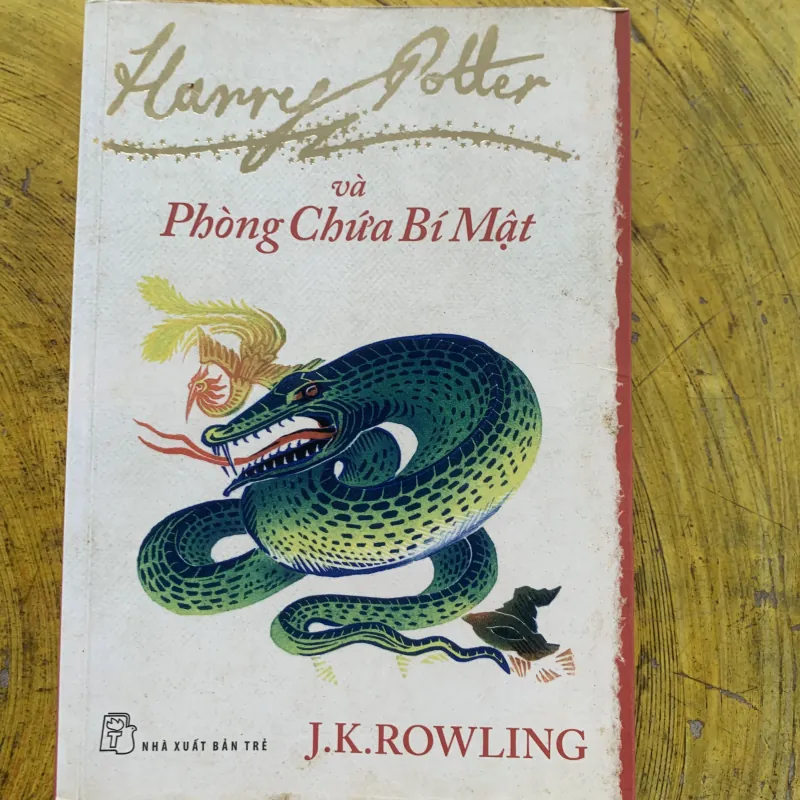 Harry Potter
và
Phòng Chứa Bí Mật
NHÀ XUẤT BẢN TRẺ
J.K.ROWLING